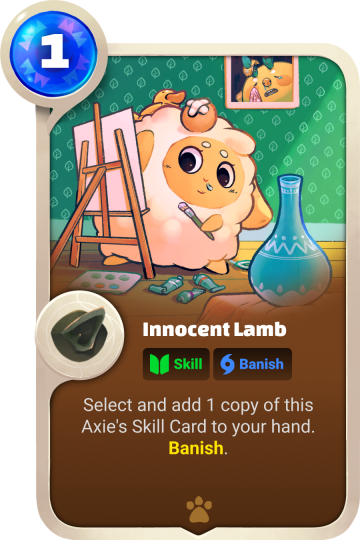 1
Innocent Lamb
Skill
Banish
Select and add 1 copy of this
Axie's Skill Card to your hand.
Banish.